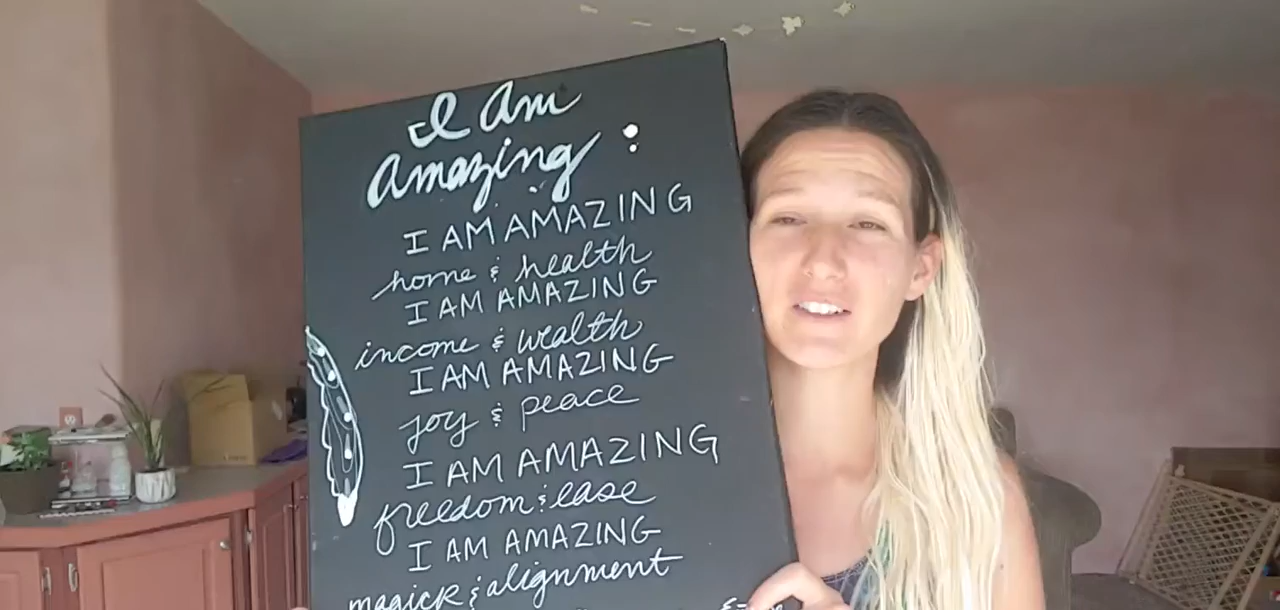 I Am
Amazing :
I AM AMAZING
home & health
I AM AMAZING
income & wealth
I AM AMAZING
joy & peace
I AM AMAZING
freedom & ease
I AM AMAZING
magick & alignment